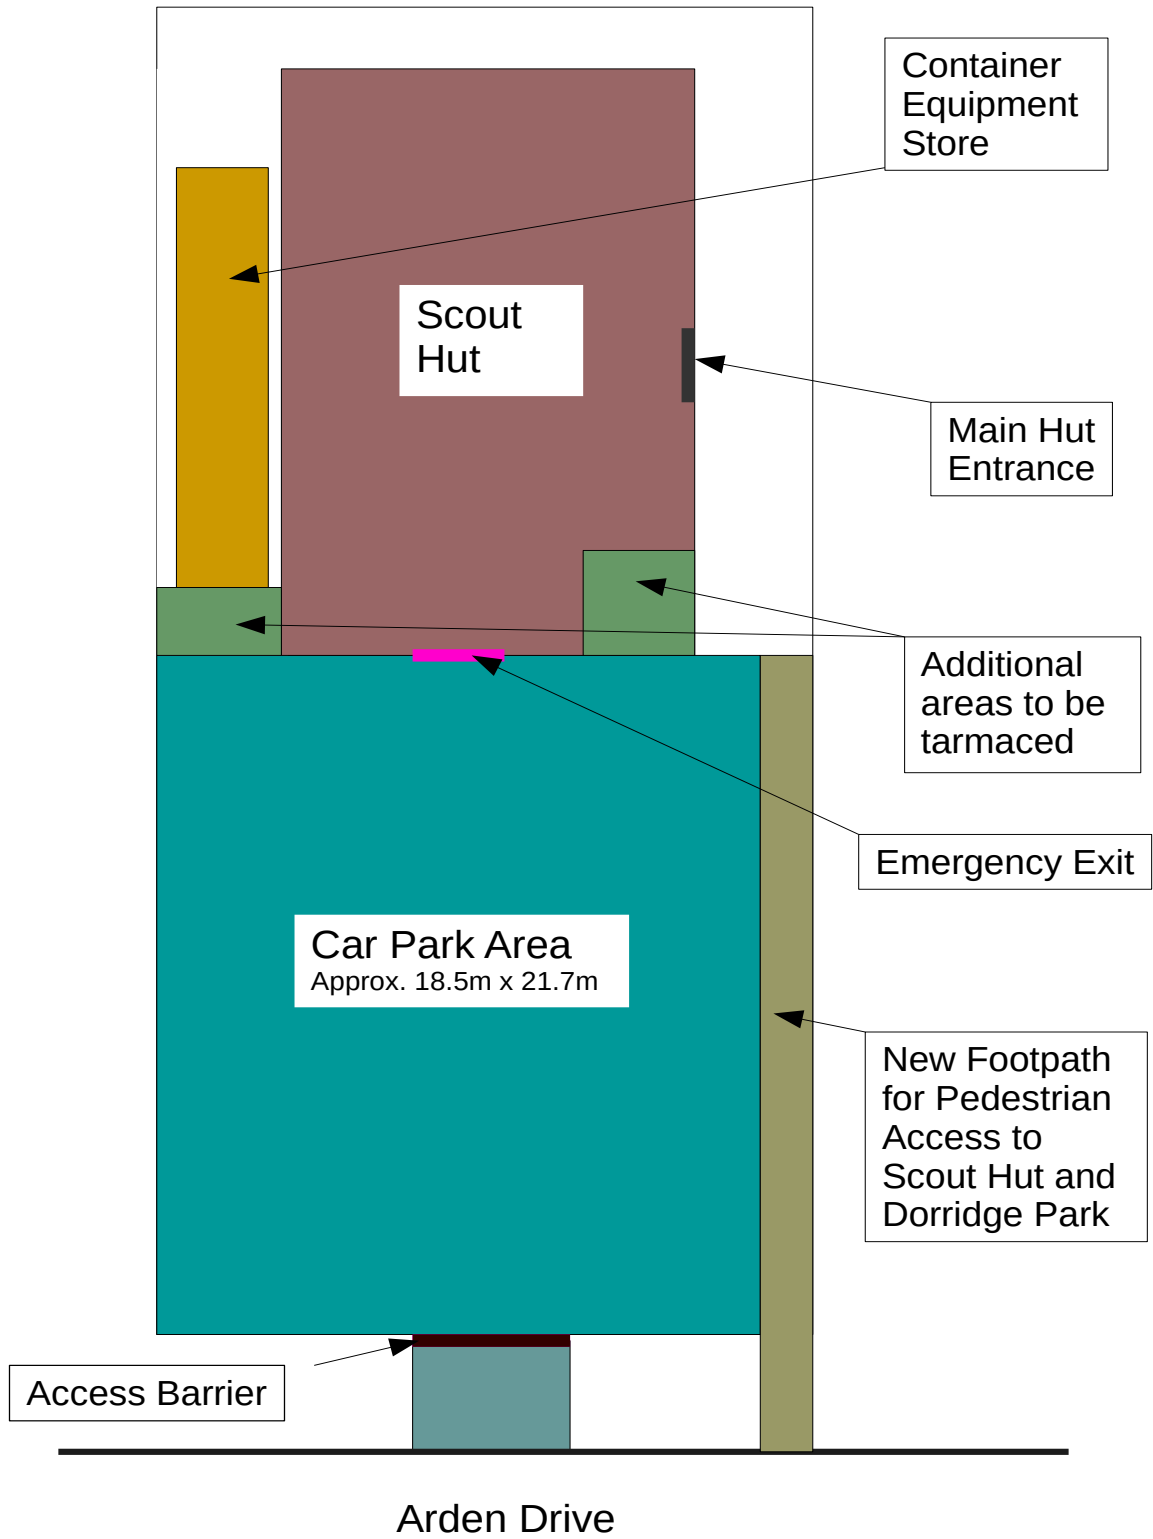 Container
Equipment
Store
Scout
Hut
Main Hut
Entrance
Additional
areas to be
tarmaced
Emergency Exit
Car Park Area
Approx. 18.5m x 21.7m
New Footpath
for Pedestrian
Access to
Scout Hut and
Dorridge Park
Access Barrier
Arden Drive